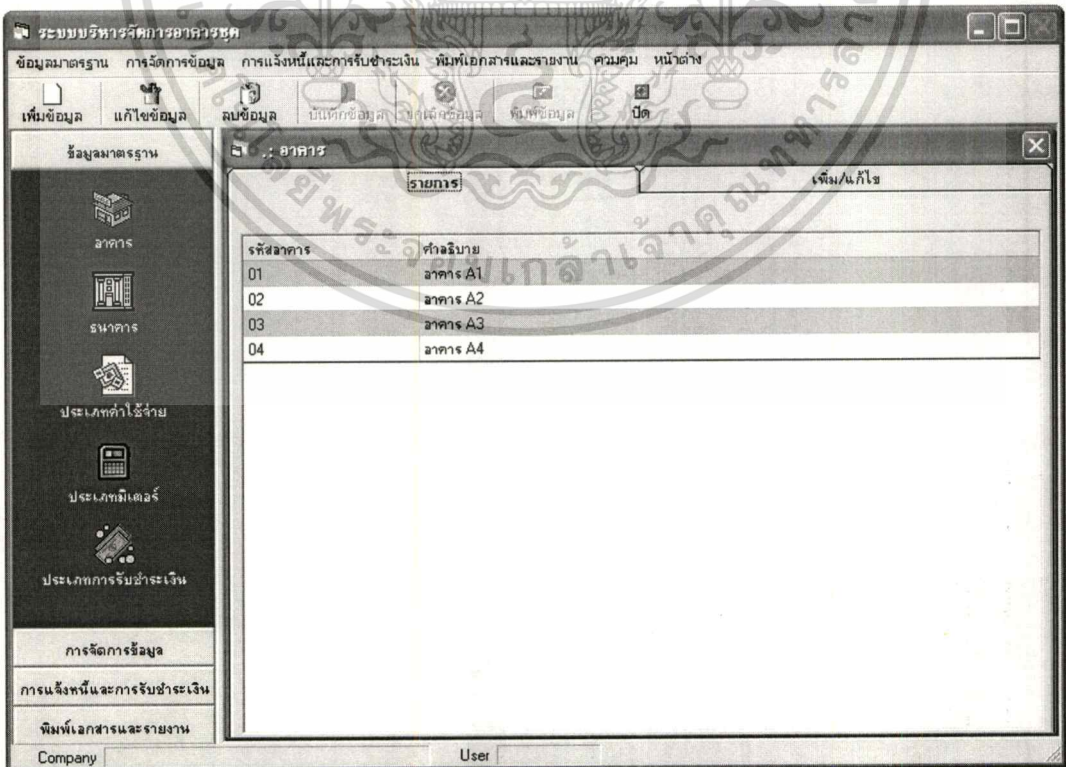 ระบบบริหารจัดการอาคารชุด
ข้อมูลมาตรฐาน การจัดการข้อมูล การแจ้งหนี้และการรับชำระเงิน พิมพ์เอกสารและรายงาน ควบคุม หน้าต่าง
เพิ่มข้อมูล แก้ไขข้อมูล ลบข้อมูล บันทึกข้อมูล ยกเลิกข้อมูล พิมพ์ข้อมูล ปิด
ข้อมูลมาตรฐาน
อาคาร
ธนาคาร
ประเภทค่าใช้จ่าย
ประเภทมิเตอร์
ประเภทการรับชำระเงิน
การจัดการข้อมูล
การแจ้งหนี้และการรับชำระเงิน
พิมพ์เอกสารและรายงาน
.: อาคาร
รายการ เพิ่ม/แก้ไข
รหัสอาคาร คำอธิบาย
01 อาคาร A1
02 อาคาร A2
03 อาคาร A3
04 อาคาร A4
Company User